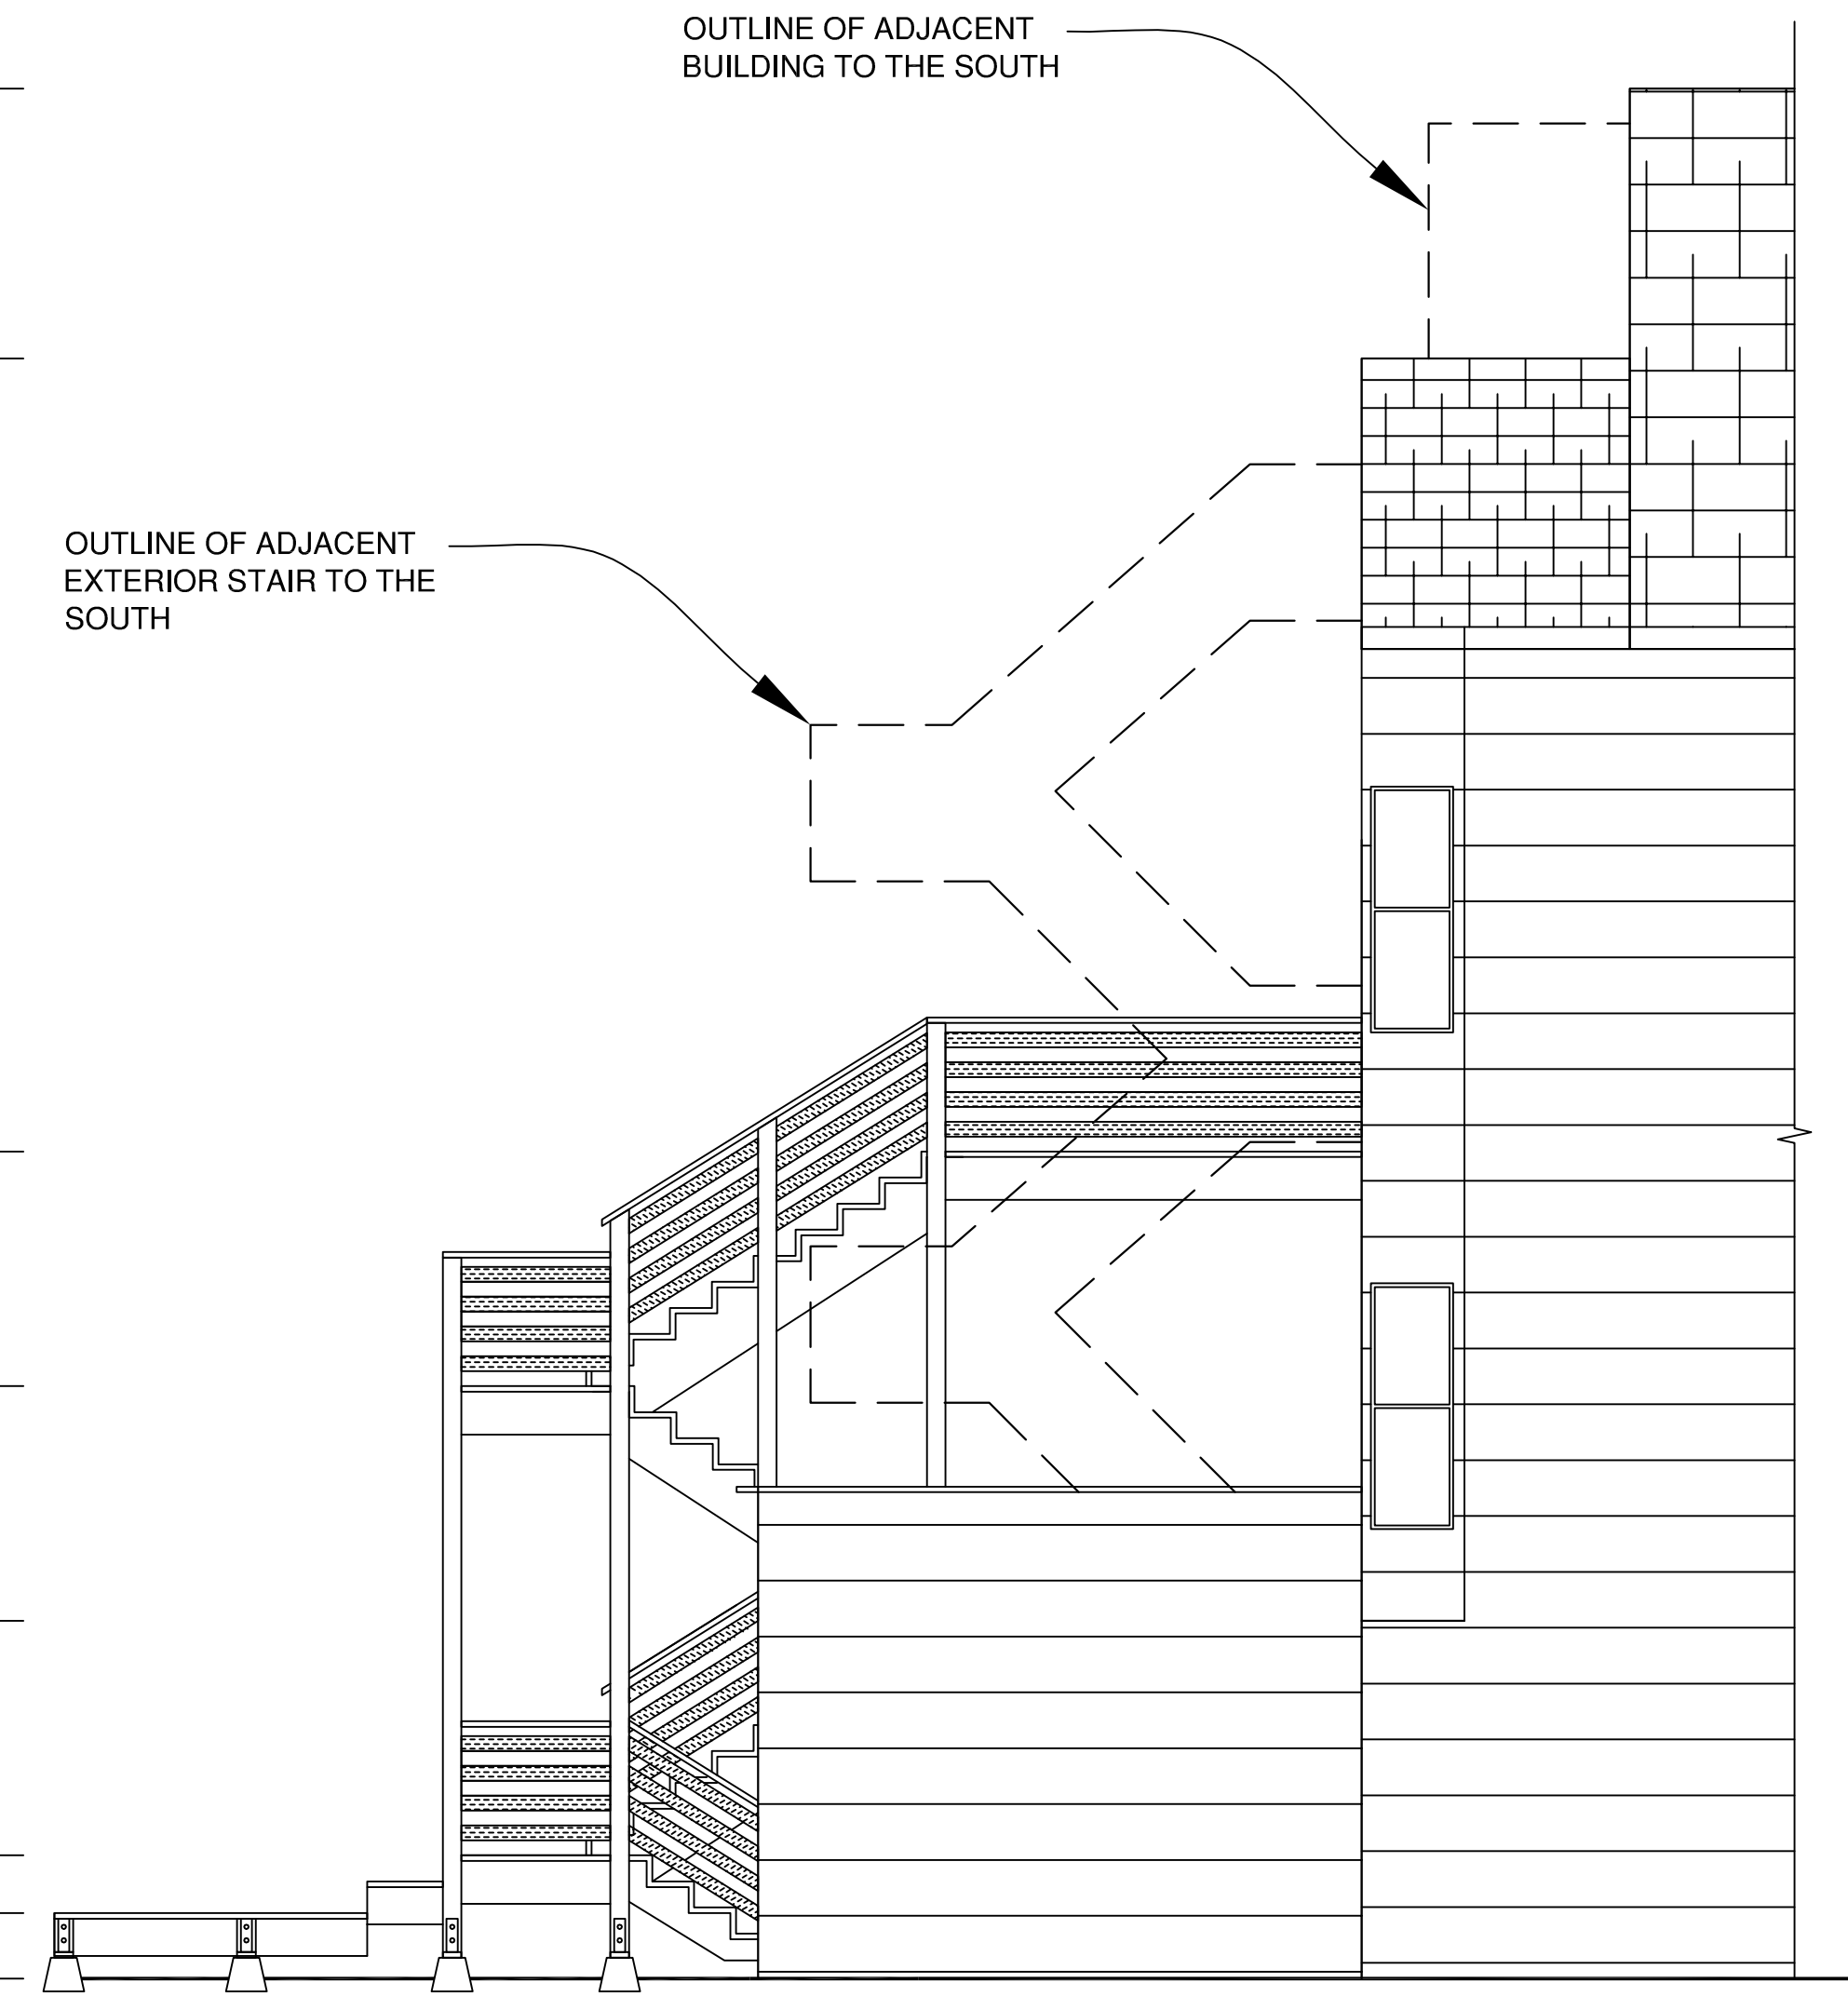 OUTLINE OF ADJACENT
BUILDING TO THE SOUTH
OUTLINE OF ADJACENT
EXTERIOR STAIR TO THE
SOUTH